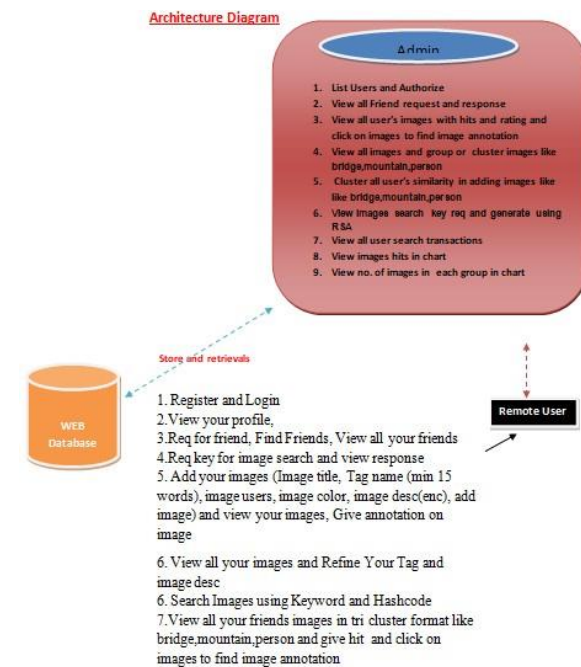 Architecture Diagram
Admin
1. List Users and Authorize
2. View all Friend request and response
3. View all user's images with hits and rating and
click on images to find image annotation
4. View all images and group or cluster images like
bridge,mountain,person
5. Cluster all user's similarity in adding images like
like bridge,mountain,person
6. View images search key req and generate using
RSA
7. View all user search transactions
8. View images hits in chart
9. View no. of images in each group in chart
Store and retrievals
WEB
Database
Remote User
1. Register and Login
2.View your profile,
3.Req for friend, Find Friends, View all your friends
4.Req key for image search and view response
5. Add your images (Image title, Tag name (min 15
words), image users, image color, image desc(enc), add
image) and view your images, Give annotation on
image
6. View all your images and Refine Your Tag and
image desc
6. Search Images using Keyword and Hashcode
7.View all your friends images in tri cluster format like
bridge,mountain,person and give hit and click on
images to find image annotation